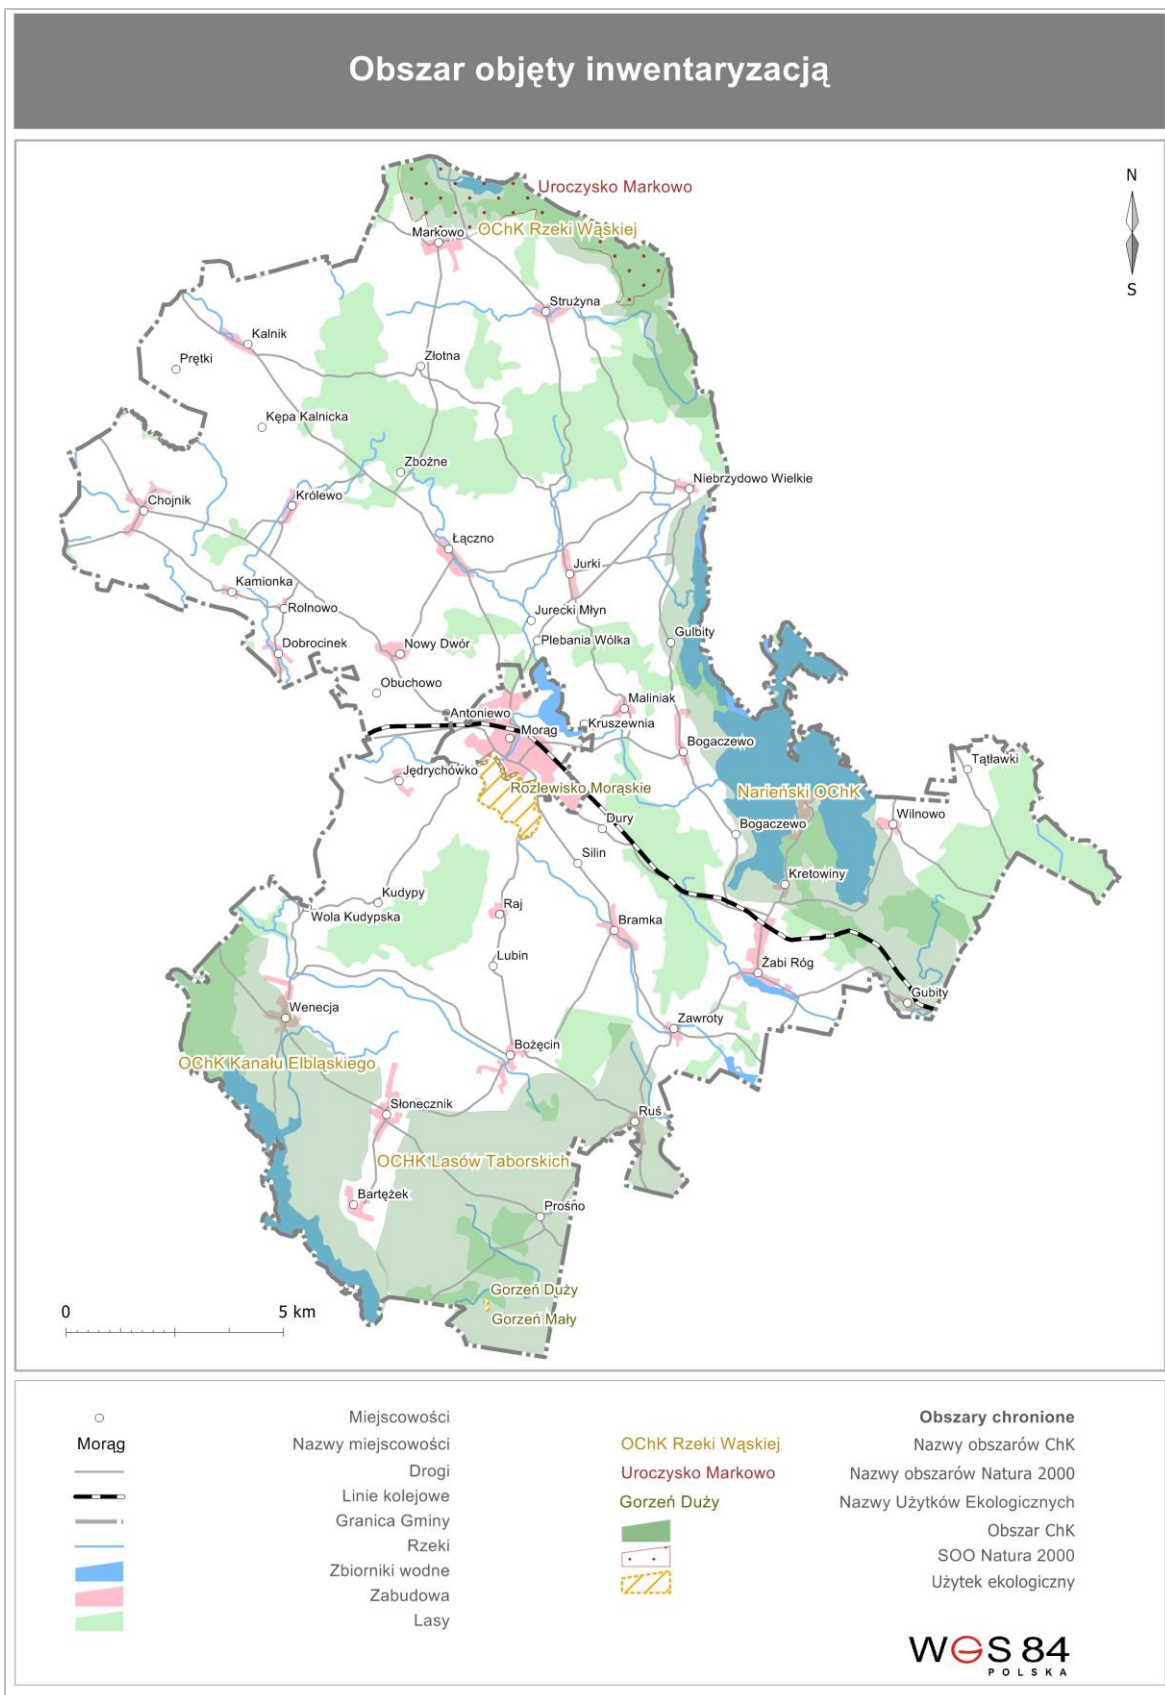 Obszar objęty inwentaryzacją
N
S
Uroczysko Markowo
OChK Rzeki Wąskiej
Markowo
Strużyna
Kalnik
Prętki
Złotna
Kępa Kalnicka
Zbożne
Niebrzydowo Wielkie
Chojnik
Królewo
Łączno
Jurki
Kamionka
Rolnowo
Jurecki Młyn
Dobrocinek
Nowy Dwór
Plebania Wólka
Gulbity
Obuchowo
Antoniewo
Maliniak
Kruszewnia
Morąg
Bogaczewo
Tątławki
Jędrychówko
Rozlewisko Morąskie
Narieński OChK
Dury
Bogaczewo
Wilnowo
Silin
Kretowiny
Kudypy
Wola Kudypska
Raj
Bramka
Lubin
Żabi Róg
Wenecja
Gubity
Zawroty
Bożęcin
OChK Kanału Elbląskiego
Słonecznik
Ruś
OCHK Lasów Taborskich
Bartężek
Prośno
Gorzeń Duży
Gorzeń Mały
0
5 km
Miejscowości
Morąg
Nazwy miejscowości
Drogi
Linie kolejowe
Granica Gminy
Rzeki
Zbiorniki wodne
Zabudowa
Lasy
Obszary chronione
OChK Rzeki Wąskiej
Nazwy obszarów ChK
Uroczysko Markowo
Nazwy obszarów Natura 2000
Gorzeń Duży
Nazwy Użytków Ekologicznych
Obszar ChK
SOO Natura 2000
Użytek ekologiczny
WGS 84
POLSKA